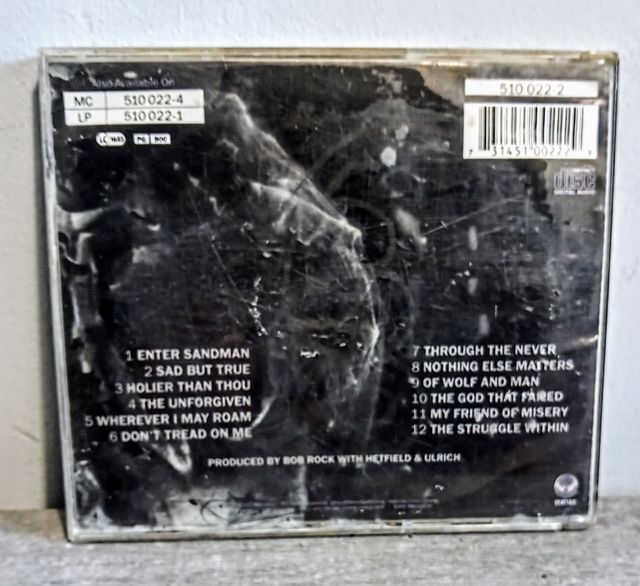 Also Available On
MC 510 022-4
LP 510 022-1
510 022-2
7 31451 00222
disc
DIGITAL AUDIO
1 ENTER SANDMAN
2 SAD BUT TRUE
3 HOLIER THAN THOU
4 THE UNFORGIVEN
5 WHEREVER I MAY ROAM
6 DON'T TREAD ON ME
7 THROUGH THE NEVER
8 NOTHING ELSE MATTERS
9 OF WOLF AND MAN
10 THE GOD THAT FAILED
11 MY FRIEND OF MISERY
12 THE STRUGGLE WITHIN
PRODUCED BY BOB ROCK WITH HETFIELD & ULRICH